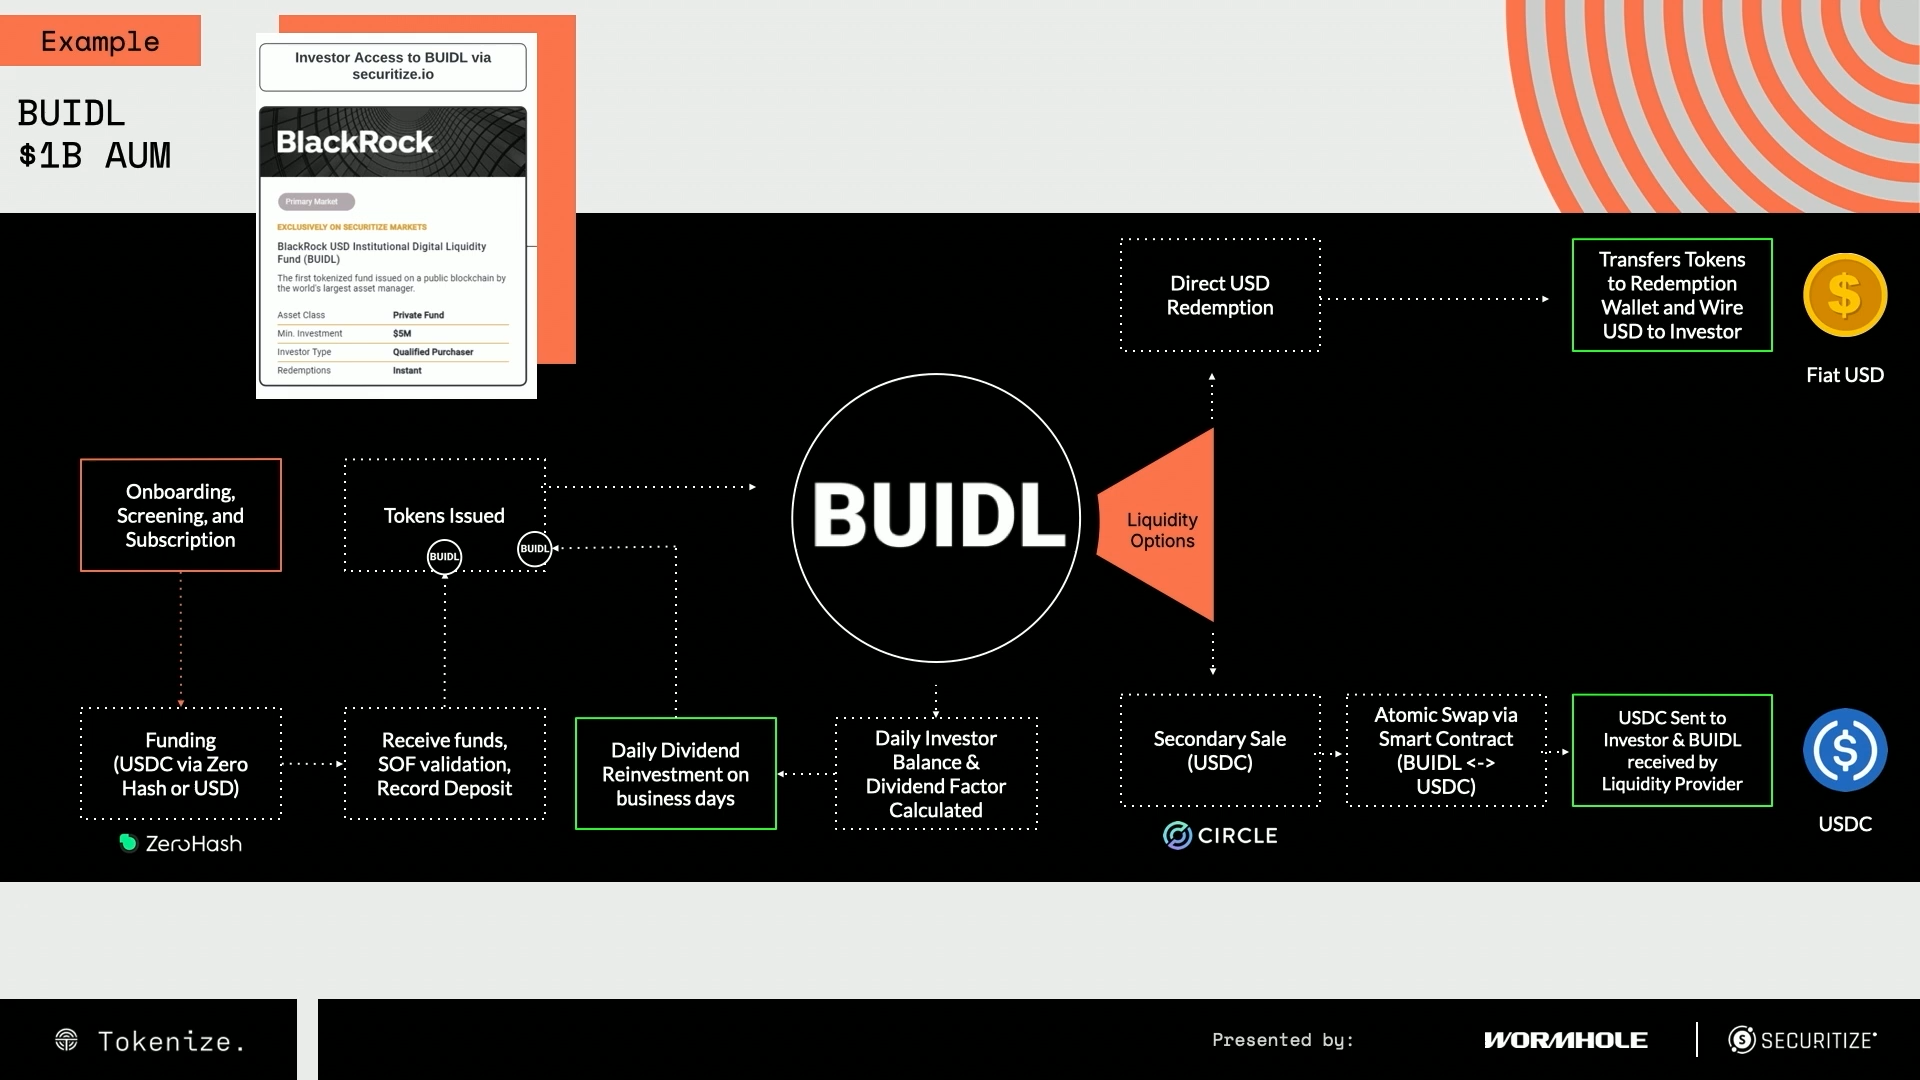 Example
BUIDL
$1B AUM
Investor Access to BUIDL via
securitize.io
BlackRock
Primary Market
EXCLUSIVELY ON SECURITIZE MARKETS
BlackRock USD Institutional Digital Liquidity
Fund (BUIDL)
The first tokenized fund issued on a public blockchain by
the world's largest asset manager.
Asset Class Private Fund
Min. Investment $5M
Investor Type Qualified Purchaser
Redemptions Instant
Direct USD
Redemption
Transfers Tokens
to Redemption
Wallet and Wire
USD to Investor
Fiat USD
Onboarding,
Screening, and
Subscription
Tokens Issued
BUIDL
BUIDL
BUIDL
Liquidity
Options
Funding
(USDC via Zero
Hash or USD)
ZeroHash
Receive funds,
SOF validation,
Record Deposit
Daily Dividend
Reinvestment on
business days
Daily Investor
Balance &
Dividend Factor
Calculated
Secondary Sale
(USDC)
CIRCLE
Atomic Swap via
Smart Contract
(BUIDL <->
USDC)
USDC Sent to
Investor & BUIDL
received by
Liquidity Provider
USDC
Tokenize.
Presented by:
WORMHOLE
SECURITIZE